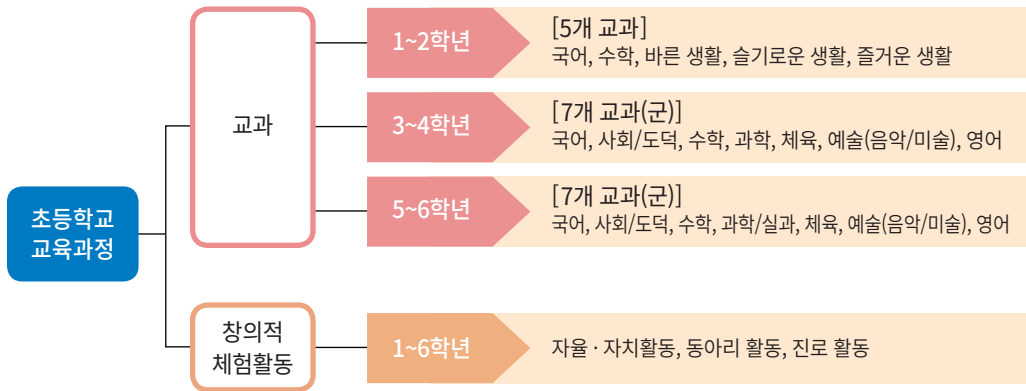 초등학교
교육과정
교과
1~2학년
[5개 교과]
국어, 수학, 바른 생활, 슬기로운 생활, 즐거운 생활
3~4학년
[7개 교과(군)]
국어, 사회/도덕, 수학, 과학, 체육, 예술(음악/미술), 영어
5~6학년
[7개 교과(군)]
국어, 사회/도덕, 수학, 과학/실과, 체육, 예술(음악/미술), 영어
창의적
체험활동
1~6학년
자율 · 자치활동, 동아리 활동, 진로 활동